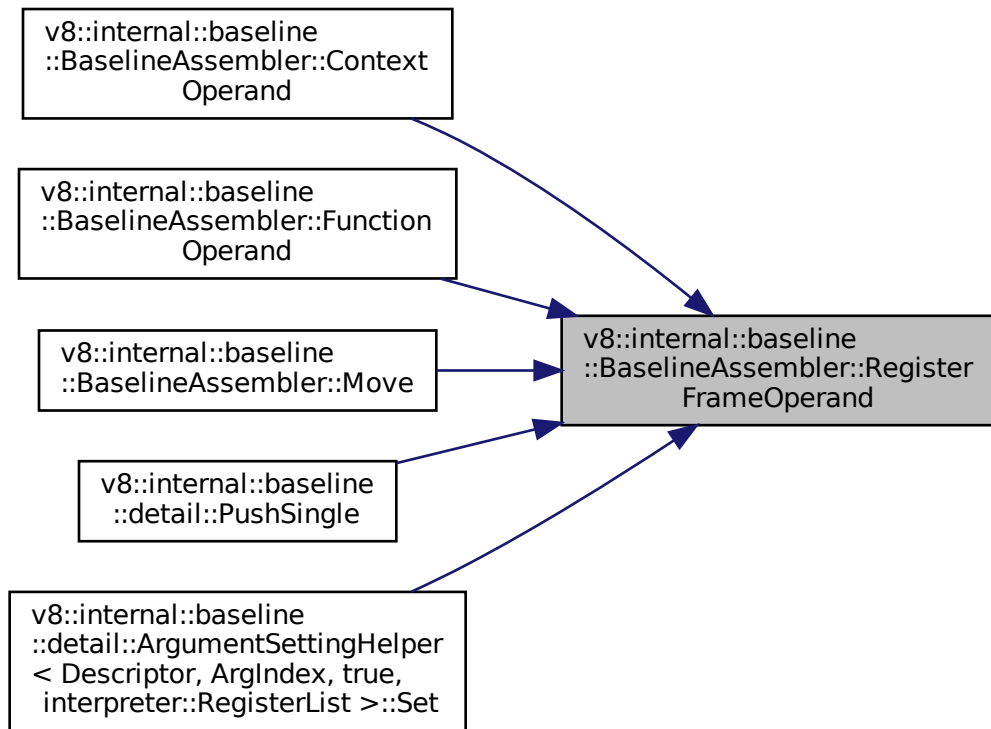 v8::internal::baseline
::BaselineAssembler::Context
Operand
v8::internal::baseline
::BaselineAssembler::Function
Operand
v8::internal::baseline
::BaselineAssembler::Move
v8::internal::baseline
::detail::PushSingle
v8::internal::baseline
::detail::ArgumentSettingHelper
< Descriptor, ArgIndex, true,
interpreter::RegisterList >::Set
v8::internal::baseline
::BaselineAssembler::Register
FrameOperand